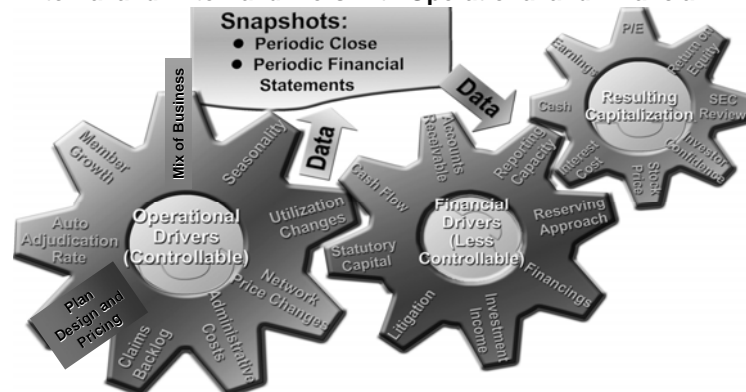 Snapshots:
● Periodic Close
● Periodic Financial
Statements
Data
Data
Mix of Business
Member
Growth
Seasonality
Auto
Adjudication
Rate
Operational
Drivers
(Controllable)
Utilization
Changes
Plan
Design and
Pricing
Claims
Backlog
Administrative
Costs
Network
Price Changes
Accounts
Receivable
Reporting
Capacity
Cash Flow
Financial
Drivers
(Less
Controllable)
Reserving
Approach
Statutory
Capital
Financings
Litigation
Investment
Income
P/E
Earnings
Return on
Equity
Cash
Resulting
Capitalization
SEC
Review
Interest
Cost
Stock
Price
Investor
Confidence